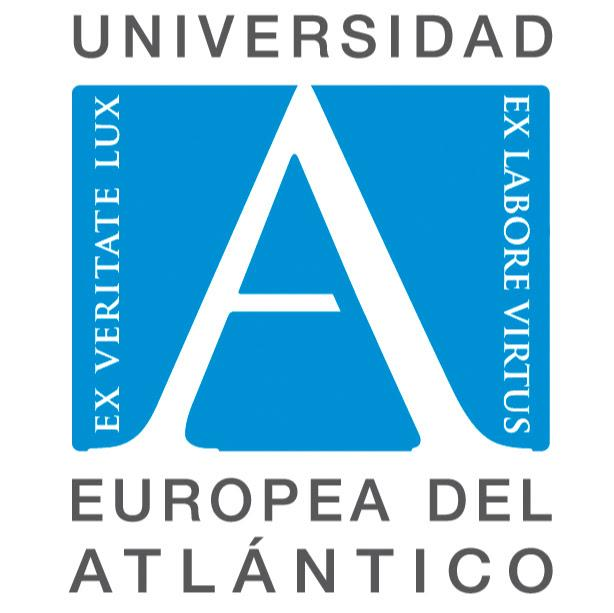 UNIVERSIDAD
EX VERITATE LUX
A
EX LABORE VIRTUS
EUROPEA DEL
ATLÁNTICO